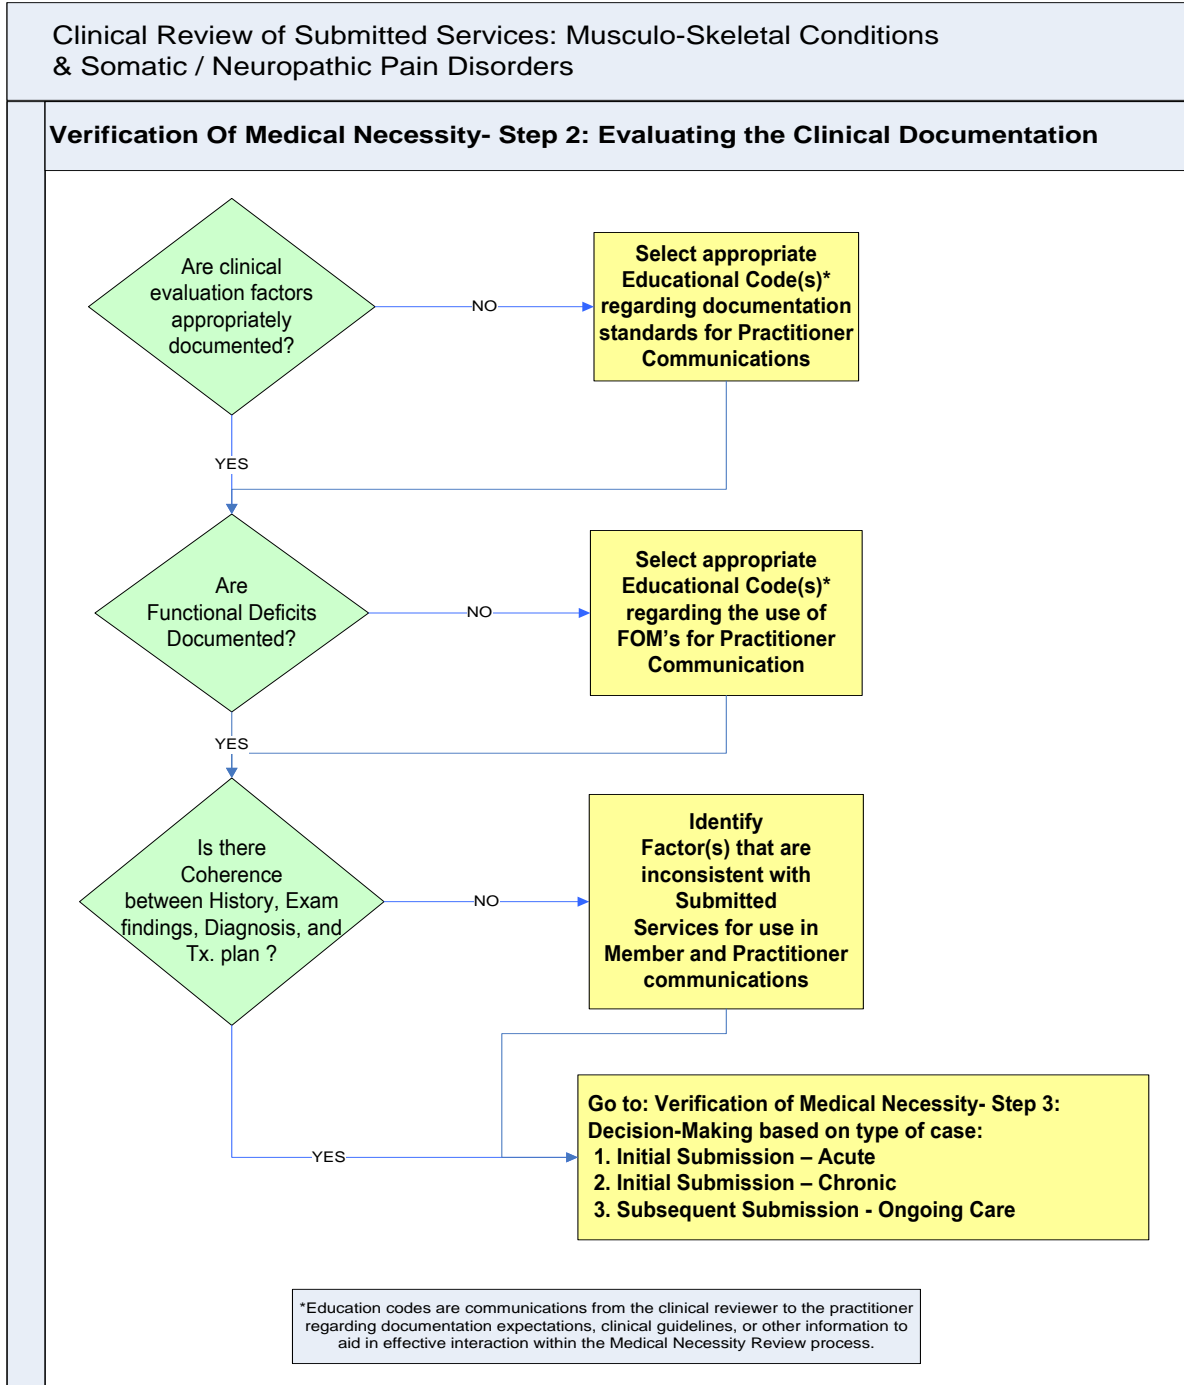 Clinical Review of Submitted Services: Musculo-Skeletal Conditions
& Somatic / Neuropathic Pain Disorders
Verification Of Medical Necessity- Step 2: Evaluating the Clinical Documentation
Are clinical
evaluation factors
appropriately
documented?
NO
Select appropriate
Educational Code(s)*
regarding documentation
standards for Practitioner
Communications
YES
Are
Functional Deficits
Documented?
NO
Select appropriate
Educational Code(s)*
regarding the use of
FOM's for Practitioner
Communication
YES
Is there
Coherence
between History, Exam
findings, Diagnosis, and
Tx. plan ?
NO
Identify
Factor(s) that are
inconsistent with
Submitted
Services for use in
Member and Practitioner
communications
YES
Go to: Verification of Medical Necessity- Step 3:
Decision-Making based on type of case:
1. Initial Submission – Acute
2. Initial Submission – Chronic
3. Subsequent Submission - Ongoing Care
*Education codes are communications from the clinical reviewer to the practitioner
regarding documentation expectations, clinical guidelines, or other information to
aid in effective interaction within the Medical Necessity Review process.